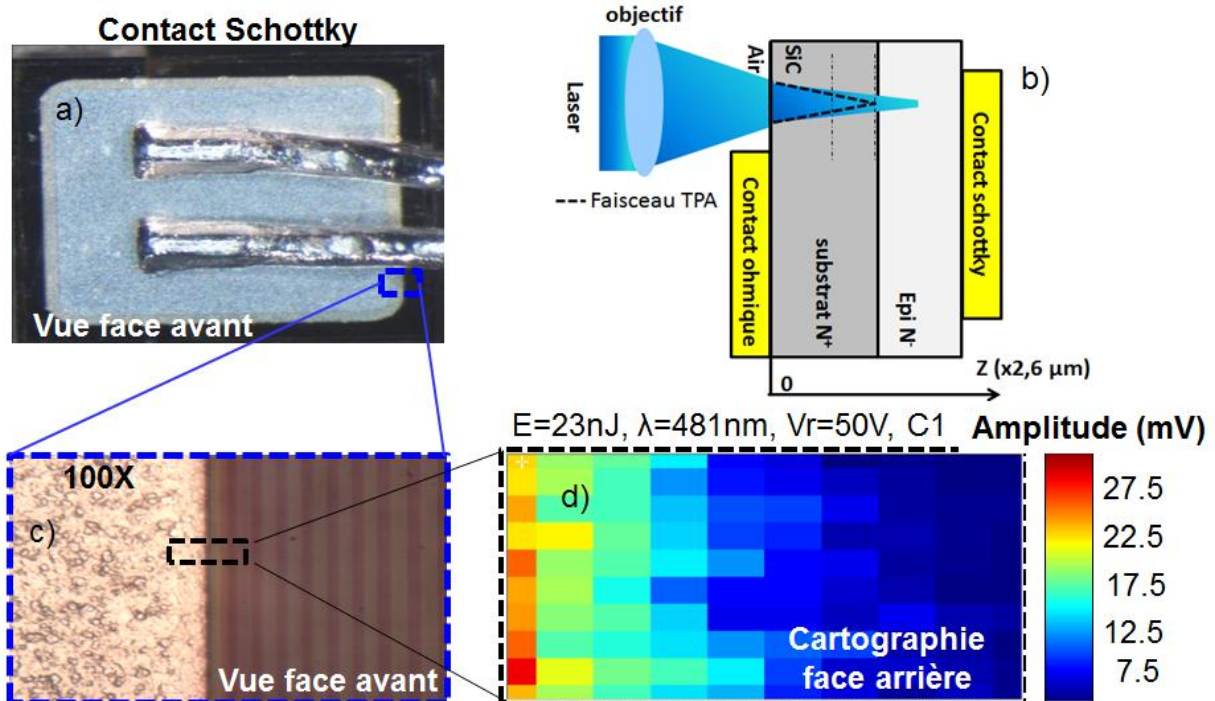 Contact Schottky
a)
Vue face avant
objectif
Laser
Air
SiC
b)
Faisceau TPA
Contact ohmique
substrat N⁺
Epi N⁻
Contact schottky
0
Z (x2,6 µm)
100X
c)
Vue face avant
E=23nJ, λ=481nm, Vr=50V, C1
Amplitude (mV)
d)
Cartographie
face arrière
27.5
22.5
17.5
12.5
7.5